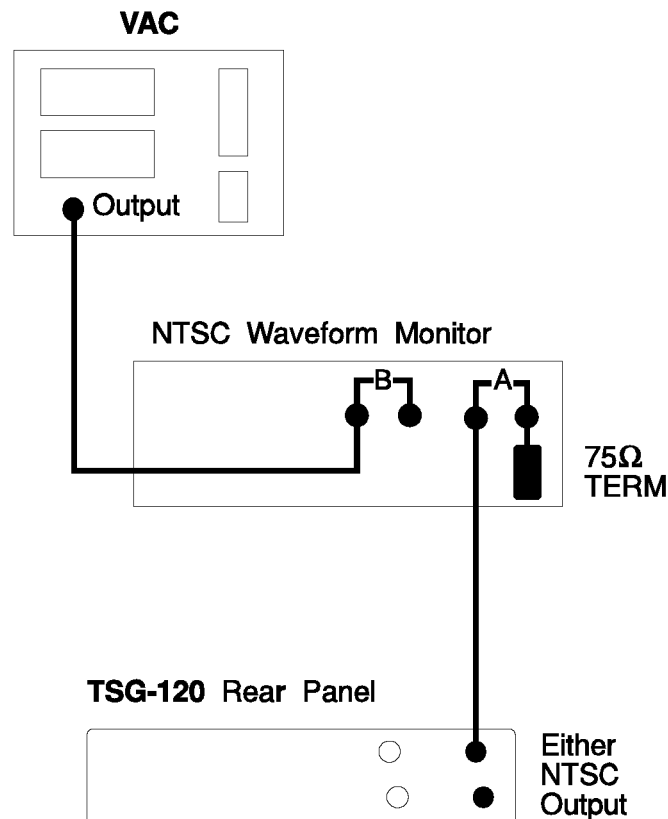 VAC
Output
NTSC Waveform Monitor
B
A
75Ω
TERM
TSG-120 Rear Panel
Either
NTSC
Output